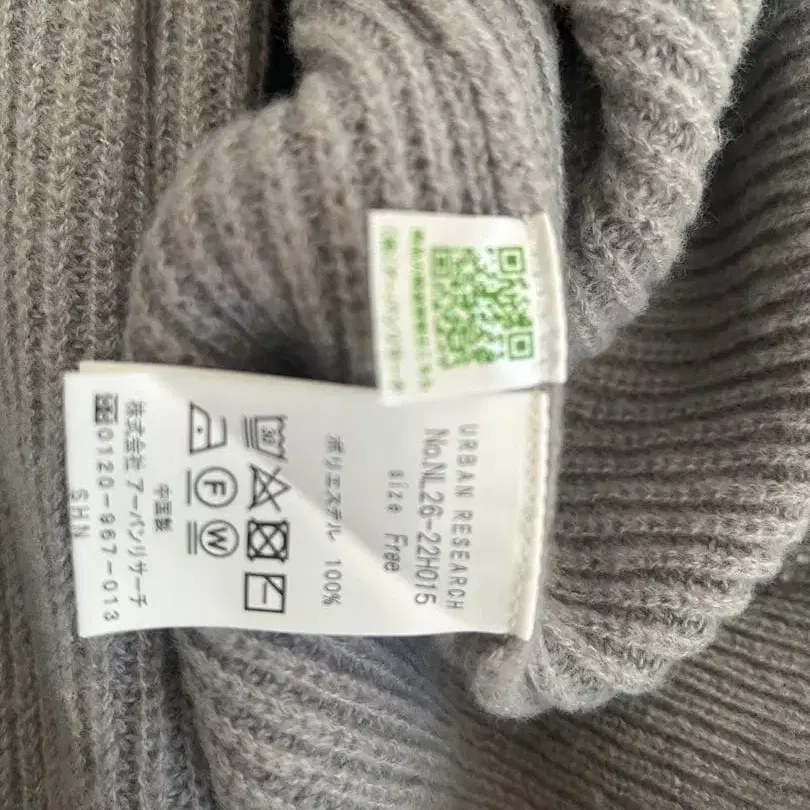 URBAN RESEARCH
No.NL26-22H015
size Free
ポリエステル 100%
30
F
W
中国製
株式会社 アーバンリサーチ
0120-967-013
SHN